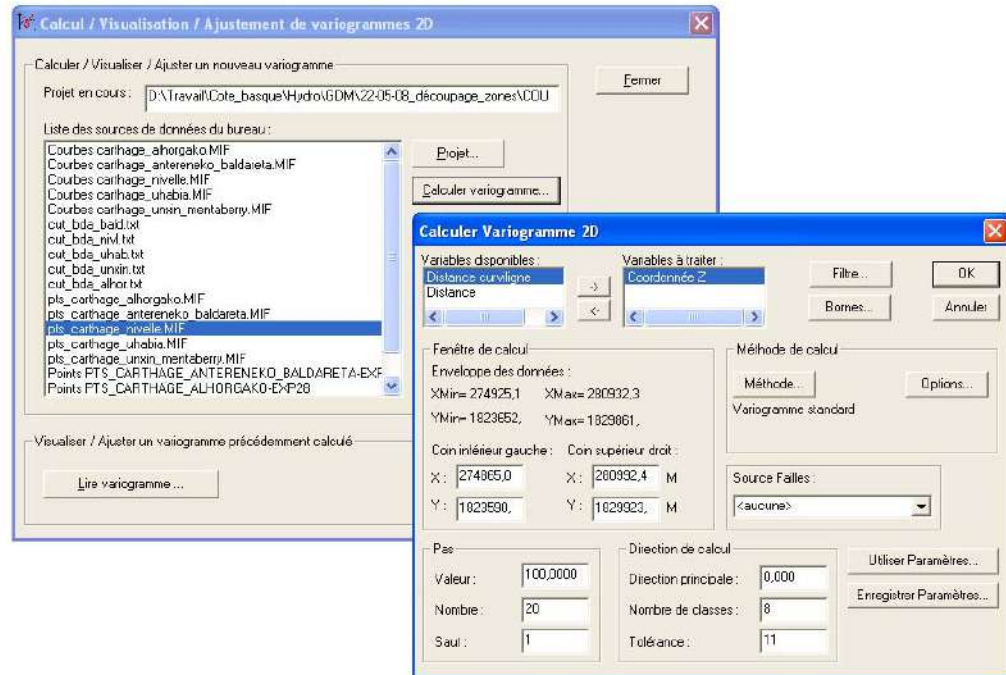 Calcul / Visualisation / Ajustement de variogrammes 2D
Calculer / Visualiser / Ajuster un nouveau variogramme
Fermer
Projet en cours : D:\Travail\Cote_basque\Hydro\GDM\22-05-08_découpage_zones\COU
Liste des sources de données du bureau :
Courbes carthage_alhorgako.MIF
Courbes carthage_antereneko_baldareta.MIF
Courbes carthage_nivelle.MIF
Courbes carthage_uhabia.MIF
Courbes carthage_unxin_mentaberry.MIF
cut_bda_bald.txt
cut_bda_nivl.txt
cut_bda_uhab.txt
cut_bda_unxin.txt
cut_bda_alhor.txt
pts_carthage_alhorgako.MIF
pts_carthage_antereneko_baldareta.MIF
pts_carthage_nivelle.MIF
pts_carthage_uhabia.MIF
pts_carthage_unxin_mentaberry.MIF
Points PTS_CARTHAGE_ANTERENEKO_BALDARETA-EXP
Points PTS_CARTHAGE_ALHORGAKO-EXP28
Projet...
Calculer variogramme...
Visualiser / Ajuster un variogramme précédemment calculé
Lire variogramme ...
Calculer Variogramme 2D
Variables disponibles :
Distance curviligne
Distance
->
<-
Variables à traiter :
Coordonnée Z
Filtre...
OK
Bornes...
Annuler
Fenêtre de calcul
Enveloppe des données :
XMin= 274925,1 XMax= 280932,3
YMin= 1823652, YMax= 1829861,
Coin inférieur gauche : Coin supérieur droit :
X : 274865,0 X : 280992,4 M
Y : 1823590, Y : 1829923, M
Méthode de calcul
Méthode... Options...
Variogramme standard
Source Failles :
<aucune>
Pas
Valeur : 100,0000
Nombre : 20
Saut : 1
Direction de calcul
Direction principale : 0,000
Nombre de classes : 8
Tolérance : 11
Utiliser Paramètres...
Enregistrer Paramètres...